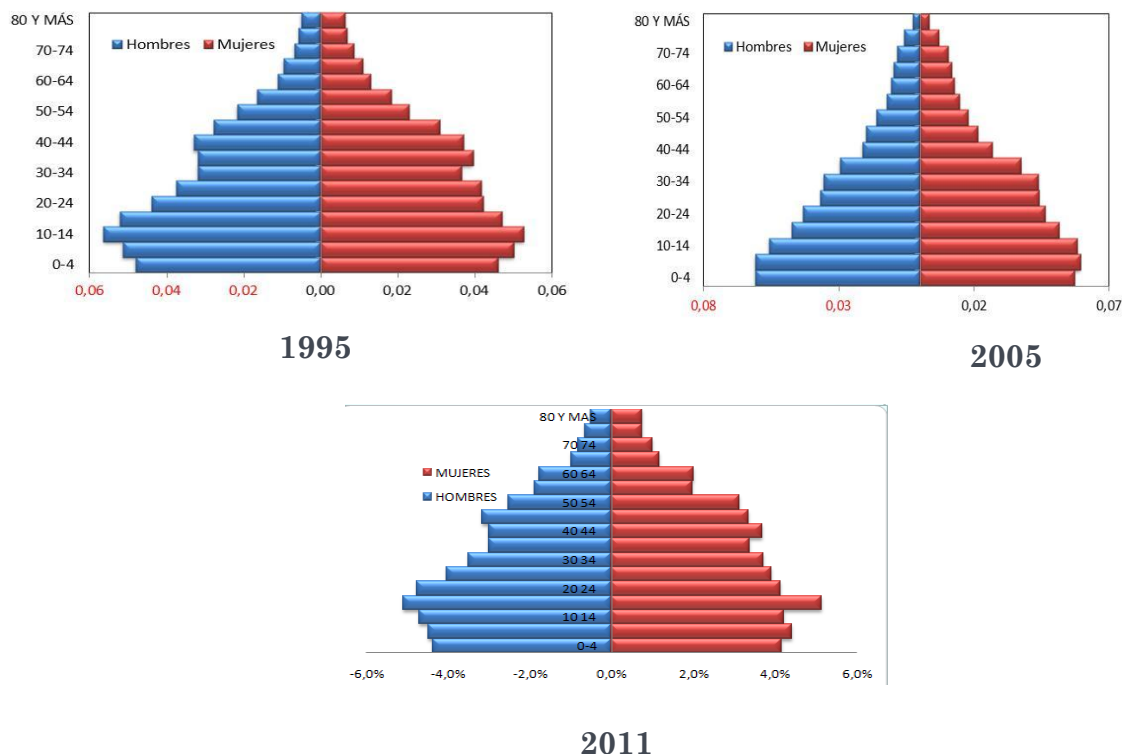 80 Y MÁS
Hombres Mujeres
70-74
60-64
50-54
40-44
30-34
20-24
10-14
0-4
0,06 0,04 0,02 0,00 0,02 0,04 0,06
1995
80 Y MÁS
Hombres Mujeres
70-74
60-64
50-54
40-44
30-34
20-24
10-14
0-4
0,08 0,03 0,02 0,07
2005
80 Y MAS
70 74
MUJERES
60 64
HOMBRES
50 54
40 44
30 34
20 24
10 14
0-4
-6,0% -4,0% -2,0% 0,0% 2,0% 4,0% 6,0%
2011